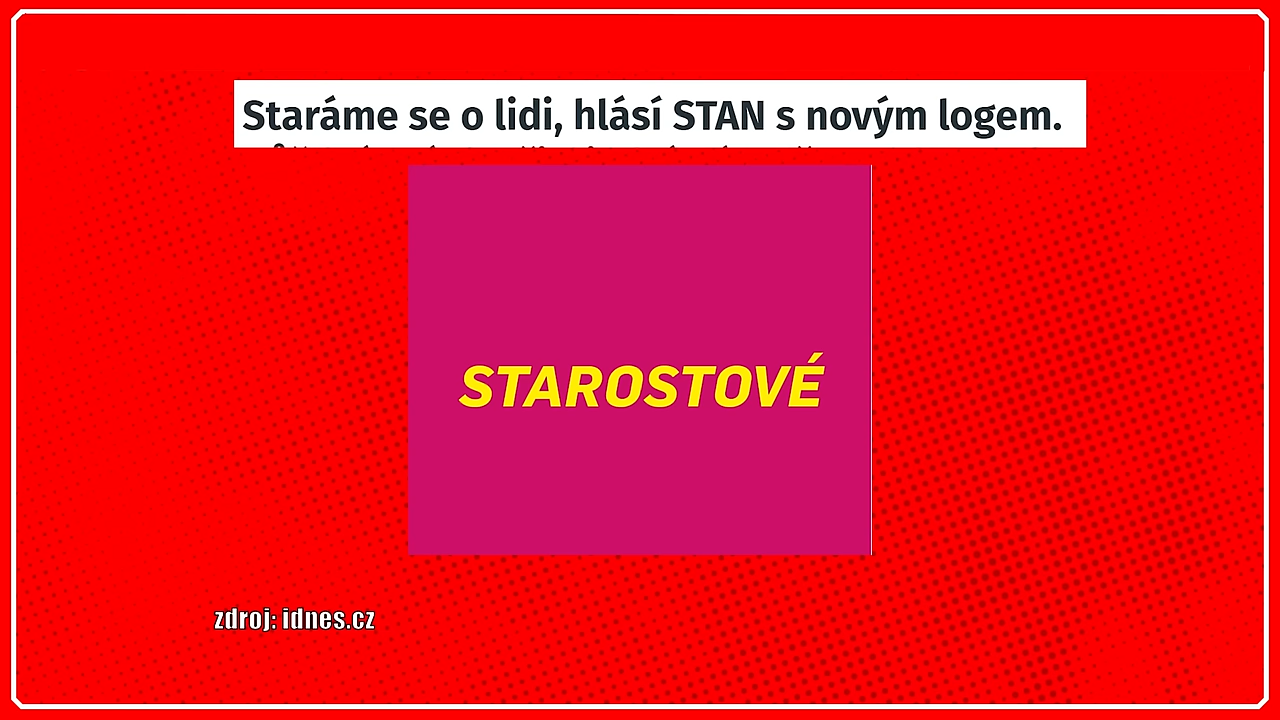 Staráme se o lidi, hlásí STAN s novým logem.
STAROSTOVÉ
zdroj: idnes.cz